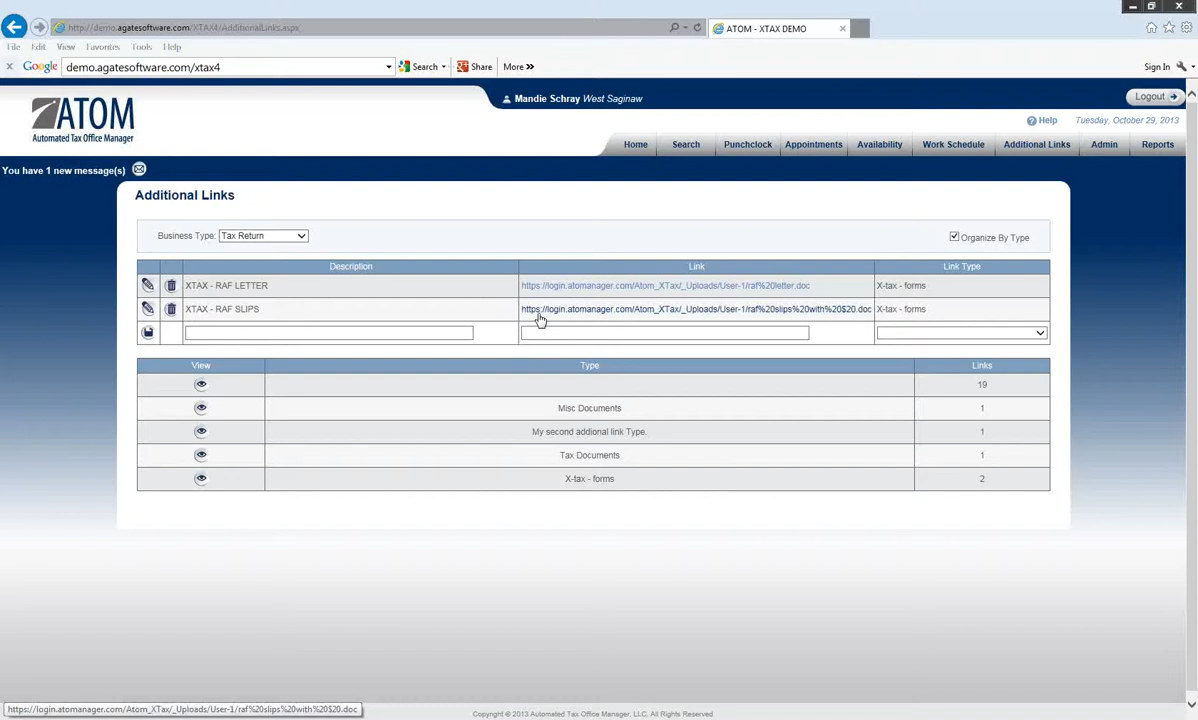 http://demo.agatesoftware.com/XTAX4/AdditionalLinks.aspx
ATOM - XTAX DEMO
File Edit View Favorites Tools Help
Google demo.agatesoftware.com/xtax4 Search Share More » Sign In
ATOM
Automated Tax Office Manager
Mandie Schray West Saginaw
Logout
Help Tuesday, October 29, 2013
Home Search Punchclock Appointments Availability Work Schedule Additional Links Admin Reports
You have 1 new message(s)
Additional Links
Business Type: Tax Return Organize By Type
Description Link Link Type
XTAX - RAF LETTER https://login.atomanager.com/Atom_XTax/_Uploads/User-1/raf%20letter.doc X-tax - forms
XTAX - RAF SLIPS https://login.atomanager.com/Atom_XTax/_Uploads/User-1/raf%20slips%20with%20$20.doc X-tax - forms
View Type Links
19
Misc Documents 1
My second addional link Type. 1
Tax Documents 1
X-tax - forms 2
https://login.atomanager.com/Atom_XTax/_Uploads/User-1/raf%20slips%20with%20$20.doc
Copyright © 2013 Automated Tax Office Manager, LLC. All Rights Reserved